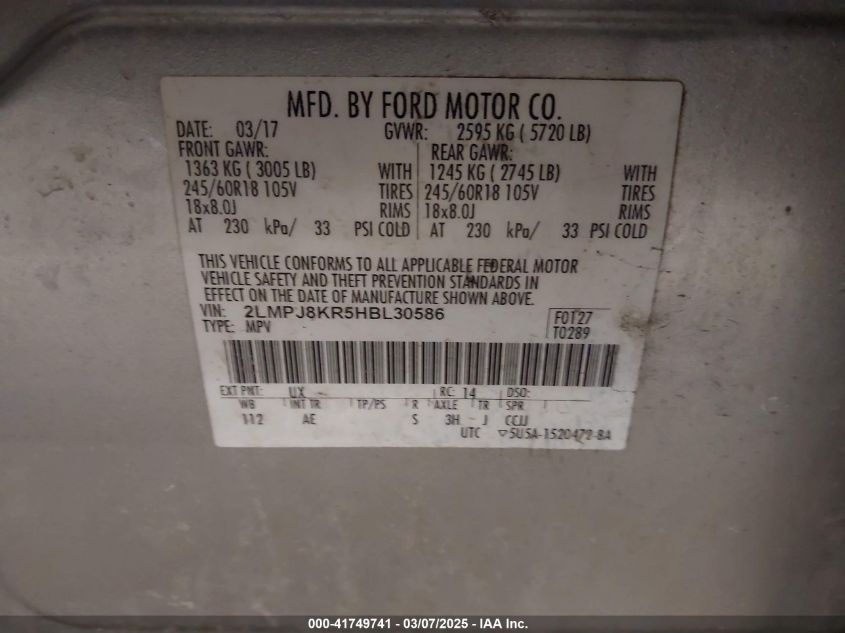 MFD. BY FORD MOTOR CO.
DATE: 03/17 GVWR: 2595 KG ( 5720 LB)
FRONT GAWR: REAR GAWR:
1363 KG ( 3005 LB) WITH 1245 KG ( 2745 LB) WITH
245/60R18 105V TIRES 245/60R18 105V TIRES
18x8.0J RIMS 18x8.0J RIMS
AT 230 kPa/ 33 PSI COLD AT 230 kPa/ 33 PSI COLD
THIS VEHICLE CONFORMS TO ALL APPLICABLE FEDERAL MOTOR
VEHICLE SAFETY AND THEFT PREVENTION STANDARDS IN
EFFECT ON THE DATE OF MANUFACTURE SHOWN ABOVE.
VIN: 2LMPJ8KR5HBL30586 F0127
TYPE: MPV T0289
EXT PNT: UX RC: 14 DSO:
WB INT TR TP/PS R AXLE TR SPR
112 AE S 3H J CCJJ
UTC ▽5U5A-1520472-BA
000-41749741 - 03/07/2025 - IAA Inc.